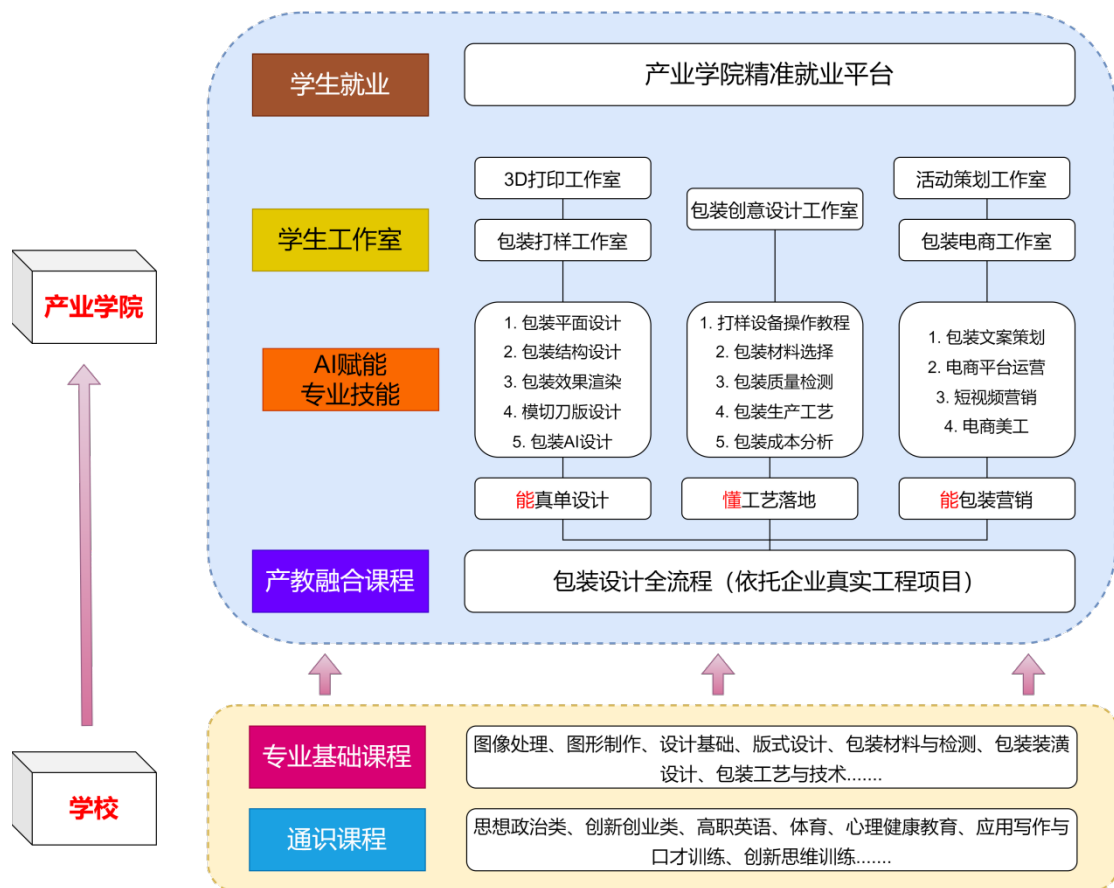 学生就业
产业学院精准就业平台
3D打印工作室
活动策划工作室
包装创意设计工作室
学生工作室
包装打样工作室
包装电商工作室
产业学院
AI赋能
专业技能
1. 包装平面设计
2. 包装结构设计
3. 包装效果渲染
4. 模切刀版设计
5. 包装AI设计
1. 打样设备操作教程
2. 包装材料选择
3. 包装质量检测
4. 包装生产工艺
5. 包装成本分析
1. 包装文案策划
2. 电商平台运营
3. 短视频营销
4. 电商美工
能真单设计
懂工艺落地
能包装营销
产教融合课程
包装设计全流程（依托企业真实工程项目）
专业基础课程
图像处理、图形制作、设计基础、版式设计、包装材料与检测、包装装潢
设计、包装工艺与技术.......
学校
通识课程
思想政治类、创新创业类、高职英语、体育、心理健康教育、应用写作与
口才训练、创新思维训练.......